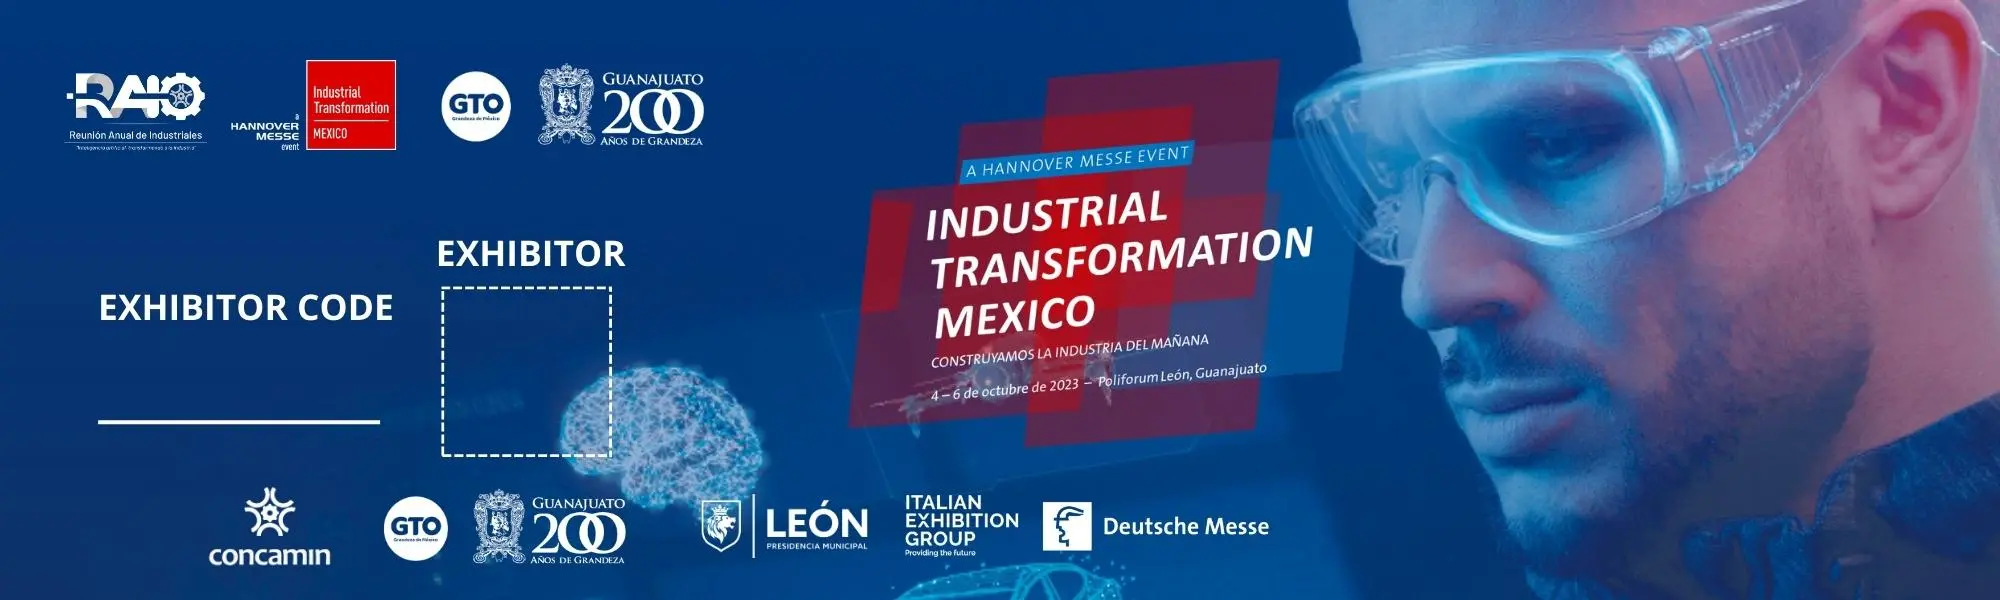 RAIO
Reunión Anual de Industriales
a
HANNOVER
MESSE
event
Industrial
Transformation
MEXICO
GTO
Grandeza de México
GUANAJUATO
200
AÑOS DE GRANDEZA
EXHIBITOR
EXHIBITOR CODE
A HANNOVER MESSE EVENT
INDUSTRIAL
TRANSFORMATION
MEXICO
CONSTRUYAMOS LA INDUSTRIA DEL MAÑANA
4 – 6 de octubre de 2023 – Poliforum León, Guanajuato
concamin
GTO
Grandeza de México
GUANAJUATO
200
AÑOS DE GRANDEZA
LEÓN
PRESIDENCIA MUNICIPAL
ITALIAN
EXHIBITION
GROUP
Providing the future
Deutsche Messe